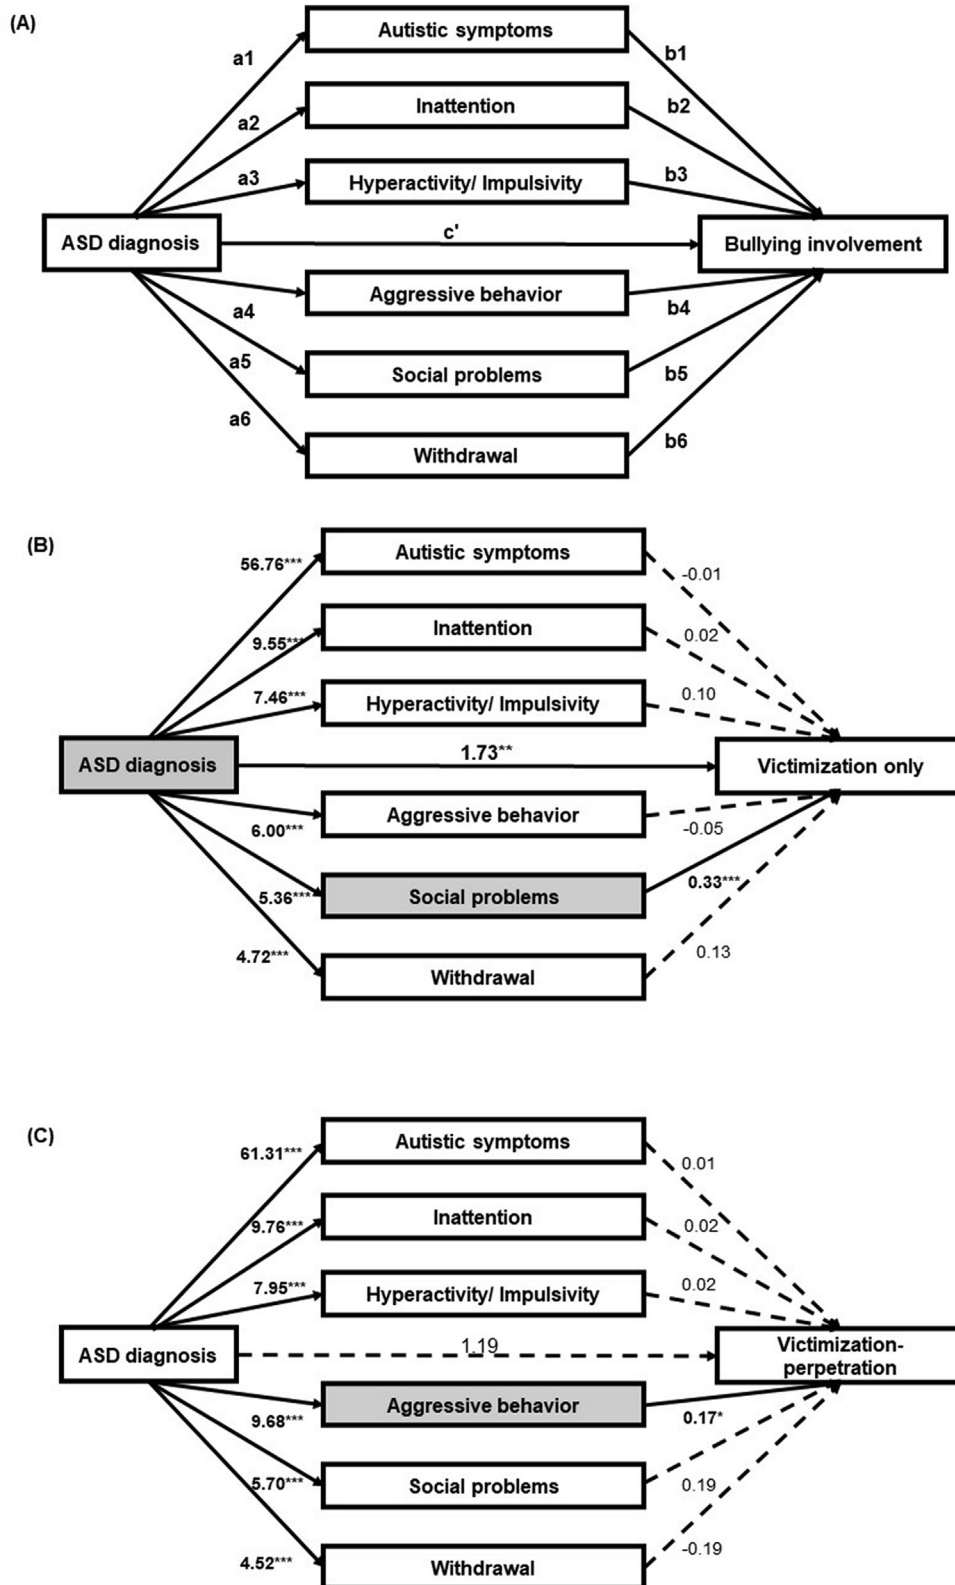 (A)
Autistic symptoms
a1
b1
Inattention
a2
b2
Hyperactivity/ Impulsivity
a3
b3
ASD diagnosis
c'
Bullying involvement
Aggressive behavior
a4
b4
Social problems
a5
b5
Withdrawal
a6
b6
(B)
Autistic symptoms
56.76***
-0.01
Inattention
9.55***
0.02
Hyperactivity/ Impulsivity
7.46***
0.10
ASD diagnosis
1.73**
Victimization only
Aggressive behavior
6.00***
-0.05
Social problems
5.36***
0.33***
Withdrawal
4.72***
0.13
(C)
Autistic symptoms
61.31***
0.01
Inattention
9.76***
0.02
Hyperactivity/ Impulsivity
7.95***
0.02
ASD diagnosis
1.19
Victimization-
perpetration
Aggressive behavior
9.68***
0.17*
Social problems
5.70***
0.19
Withdrawal
4.52***
-0.19